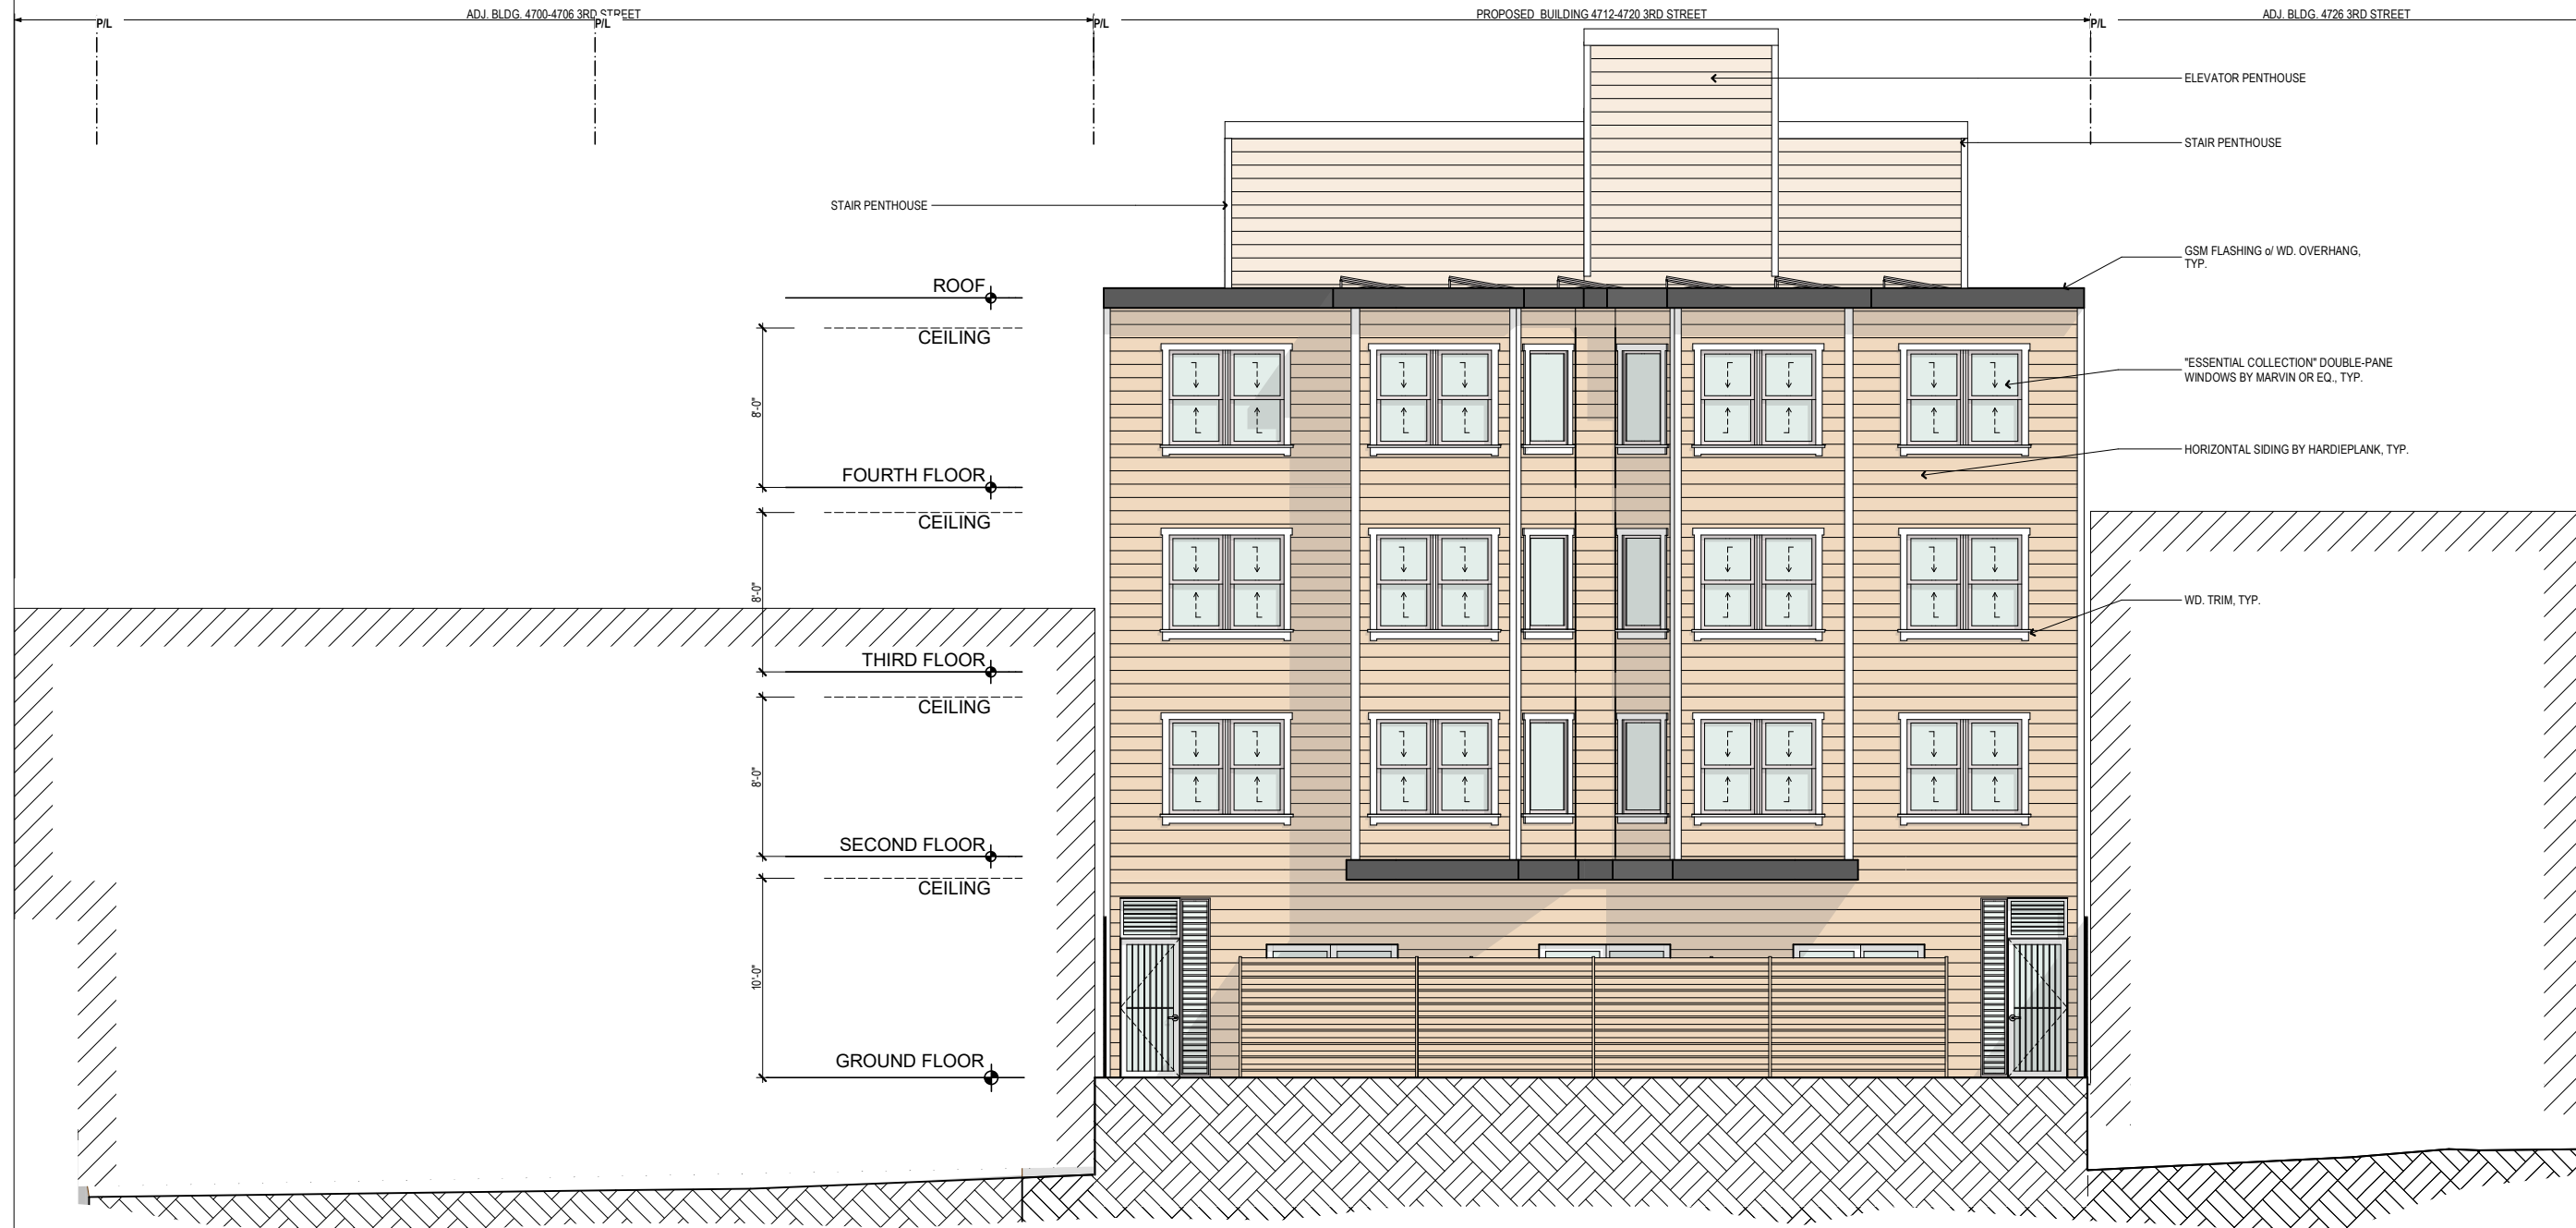 ADJ. BLDG. 4700-4706 3RD STREET
PROPOSED BUILDING 4712-4720 3RD STREET
ADJ. BLDG. 4726 3RD STREET
P/L
P/L
P/L
P/L
ELEVATOR PENTHOUSE
STAIR PENTHOUSE
STAIR PENTHOUSE
GSM FLASHING o/ WD. OVERHANG,
TYP.
ROOF
CEILING
"ESSENTIAL COLLECTION" DOUBLE-PANE
WINDOWS BY MARVIN OR EQ., TYP.
8'-0"
HORIZONTAL SIDING BY HARDIEPLANK, TYP.
FOURTH FLOOR
CEILING
8'-0"
WD. TRIM, TYP.
THIRD FLOOR
CEILING
8'-0"
SECOND FLOOR
CEILING
10'-0"
GROUND FLOOR